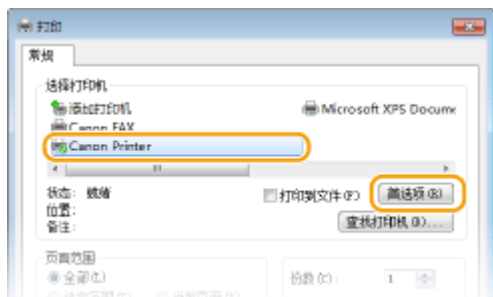 打印
常规
选择打印机
添加打印机
Microsoft XPS Docume
Canon FAX
Canon Printer
状态: 就绪
打印到文件(F)
首选项(R)
位置:
查找打印机(D)...
备注:
页面范围
全部(L)
份数(C): 1